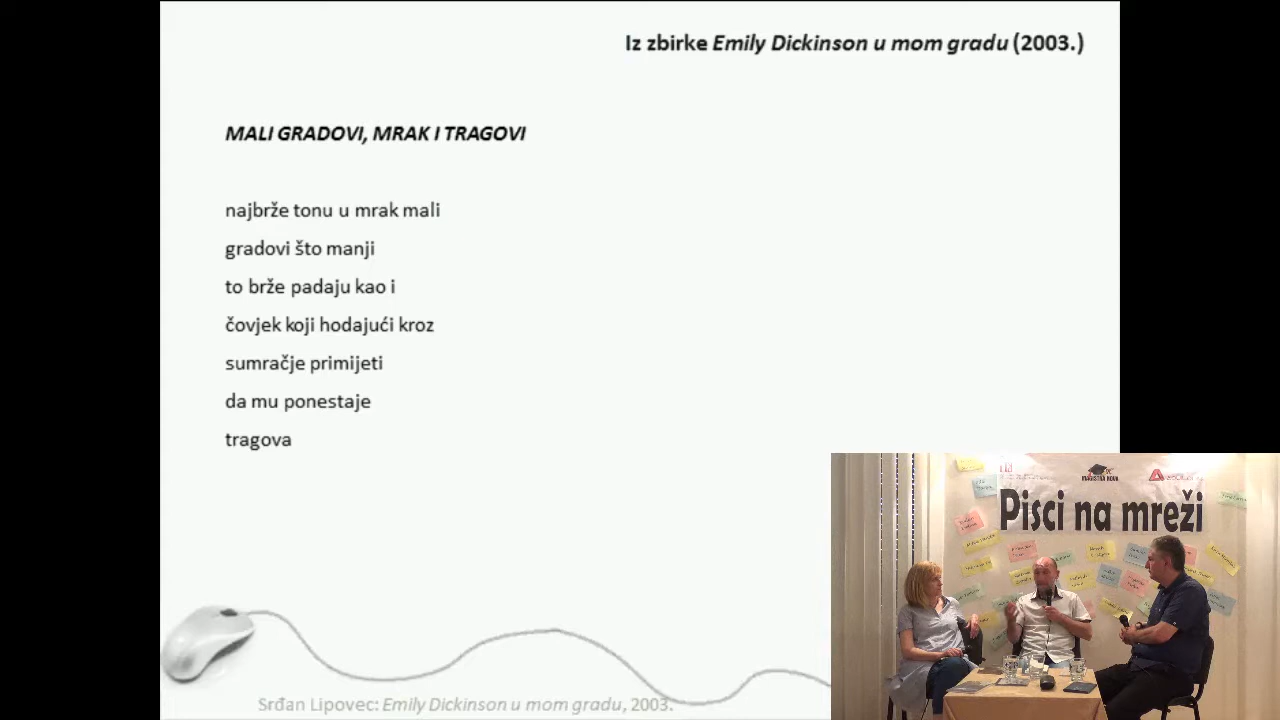 Iz zbirke Emily Dickinson u mom gradu (2003.)
MALI GRADOVI, MRAK I TRAGOVI
najbrže tonu u mrak mali
gradovi što manji
to brže padaju kao i
čovjek koji hodajući kroz
sumračje primijeti
da mu ponestaje
tragova
MAGISTRA NOVA
Pisci na mreži
Srđan Lipovec: Emily Dickinson u mom gradu, 2003.